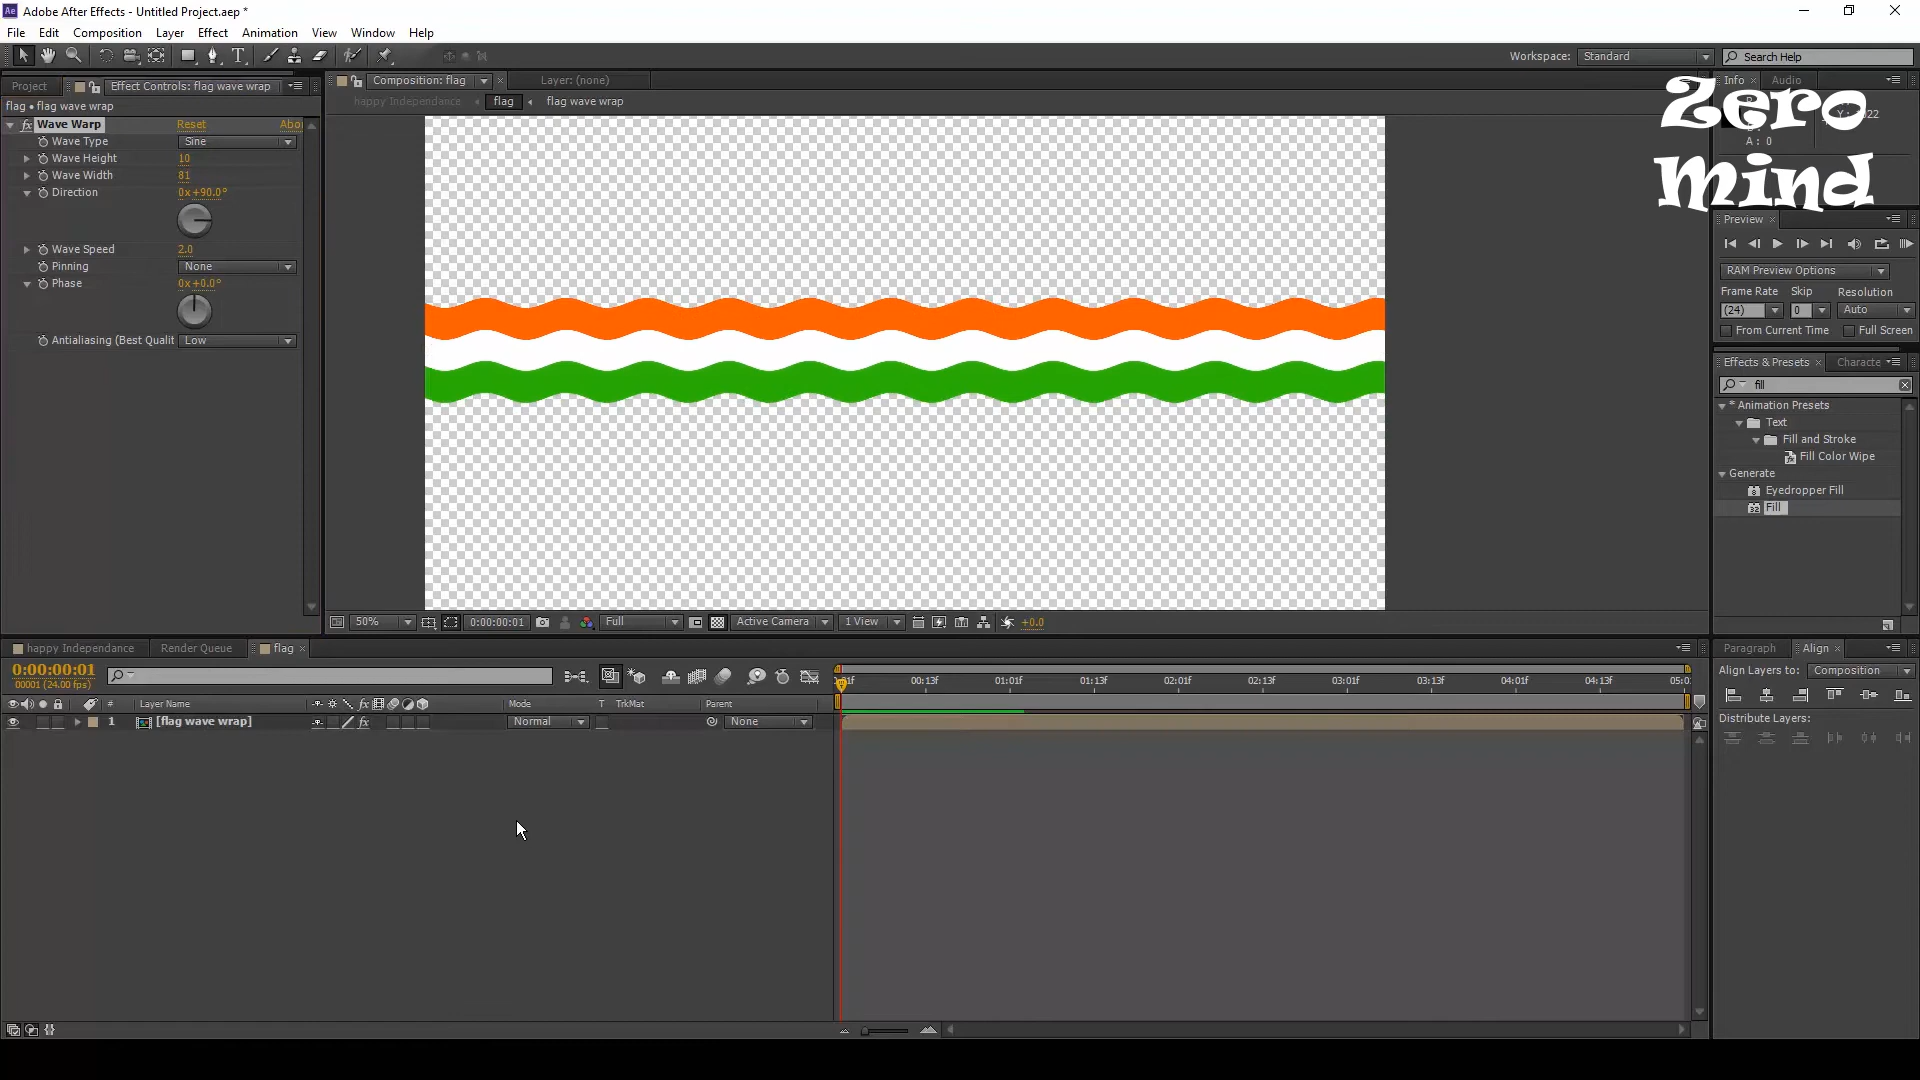 Ae Adobe After Effects - Untitled Project.aep *
File Edit Composition Layer Effect Animation View Window Help
T Workspace: Standard Search Help
Project Effect Controls: flag wave wrap
flag • flag wave wrap
fx Wave Warp Reset Abo
Wave Type Sine
Wave Height 10
Wave Width 81
Direction 0x+90.0°
Wave Speed 2.0
Pinning None
Phase 0x+0.0°
Antialiasing (Best Qualit Low
Composition: flag × Layer: (none)
happy Independance flag flag wave wrap
50% 0:00:00:01 Full Active Camera 1 View +0.0
Info × Audio
Zero
Mind
A: 0
Preview ×
RAM Preview Options
Frame Rate Skip Resolution
(24) 0 Auto
From Current Time Full Screen
Effects & Presets × Characte
fill
* Animation Presets
Text
Fill and Stroke
Fill Color Wipe
Generate
Eyedropper Fill
Fill
happy Independance Render Queue flag ×
0:00:00:01
00001 (24.00 fps)
# Layer Name fx Mode T TrkMat Parent
1 [flag wave wrap] fx Normal None
00:13f 01:01f 01:13f 02:01f 02:13f 03:01f 03:13f 04:01f 04:13f
Paragraph Align ×
Align Layers to: Composition
Distribute Layers: